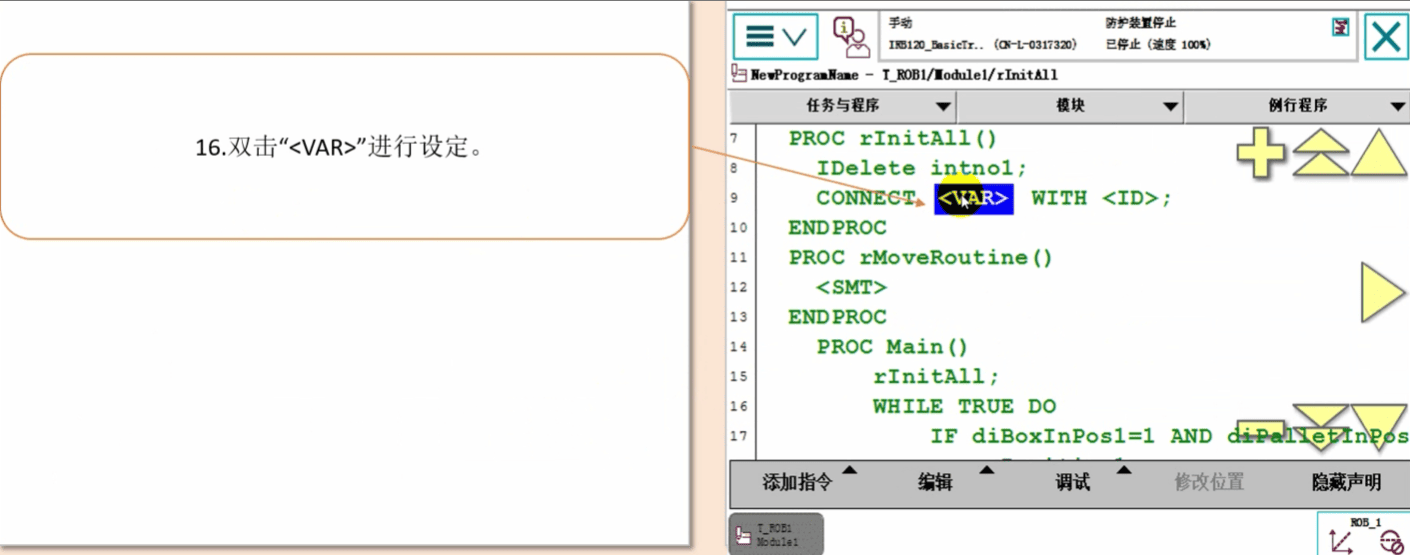 16.双击“<VAR>”进行设定。
手动
防护装置停止
IRB120_BasicTr.. (CN-L-0317320)
已停止 (速度 100%)
NewProgramName - T_ROB1/Module1/rInitAll
任务与程序
模块
例行程序
7 PROC rInitAll()
8 IDelete intno1;
9 CONNECT <VAR> WITH <ID>;
10 ENDPROC
11 PROC rMoveRoutine()
12 <SMT>
13 ENDPROC
14 PROC Main()
15 rInitAll;
16 WHILE TRUE DO
17 IF diBoxInPos1=1 AND diPalletInPos
添加指令
编辑
调试
修改位置
隐藏声明
T_ROB1
Module1
ROB_1